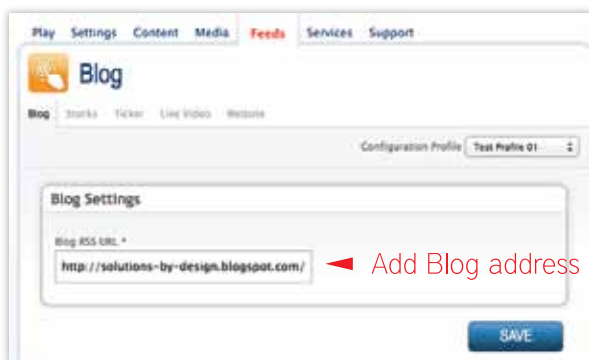 Play Settings Content Media Feeds Services Support
Blog
Blog Stocks Ticker Live Video Website
Configuration Profile Test Profile 01
Blog Settings
Blog RSS URL *
http://solutions-by-design.blogspot.com/
Add Blog address
SAVE